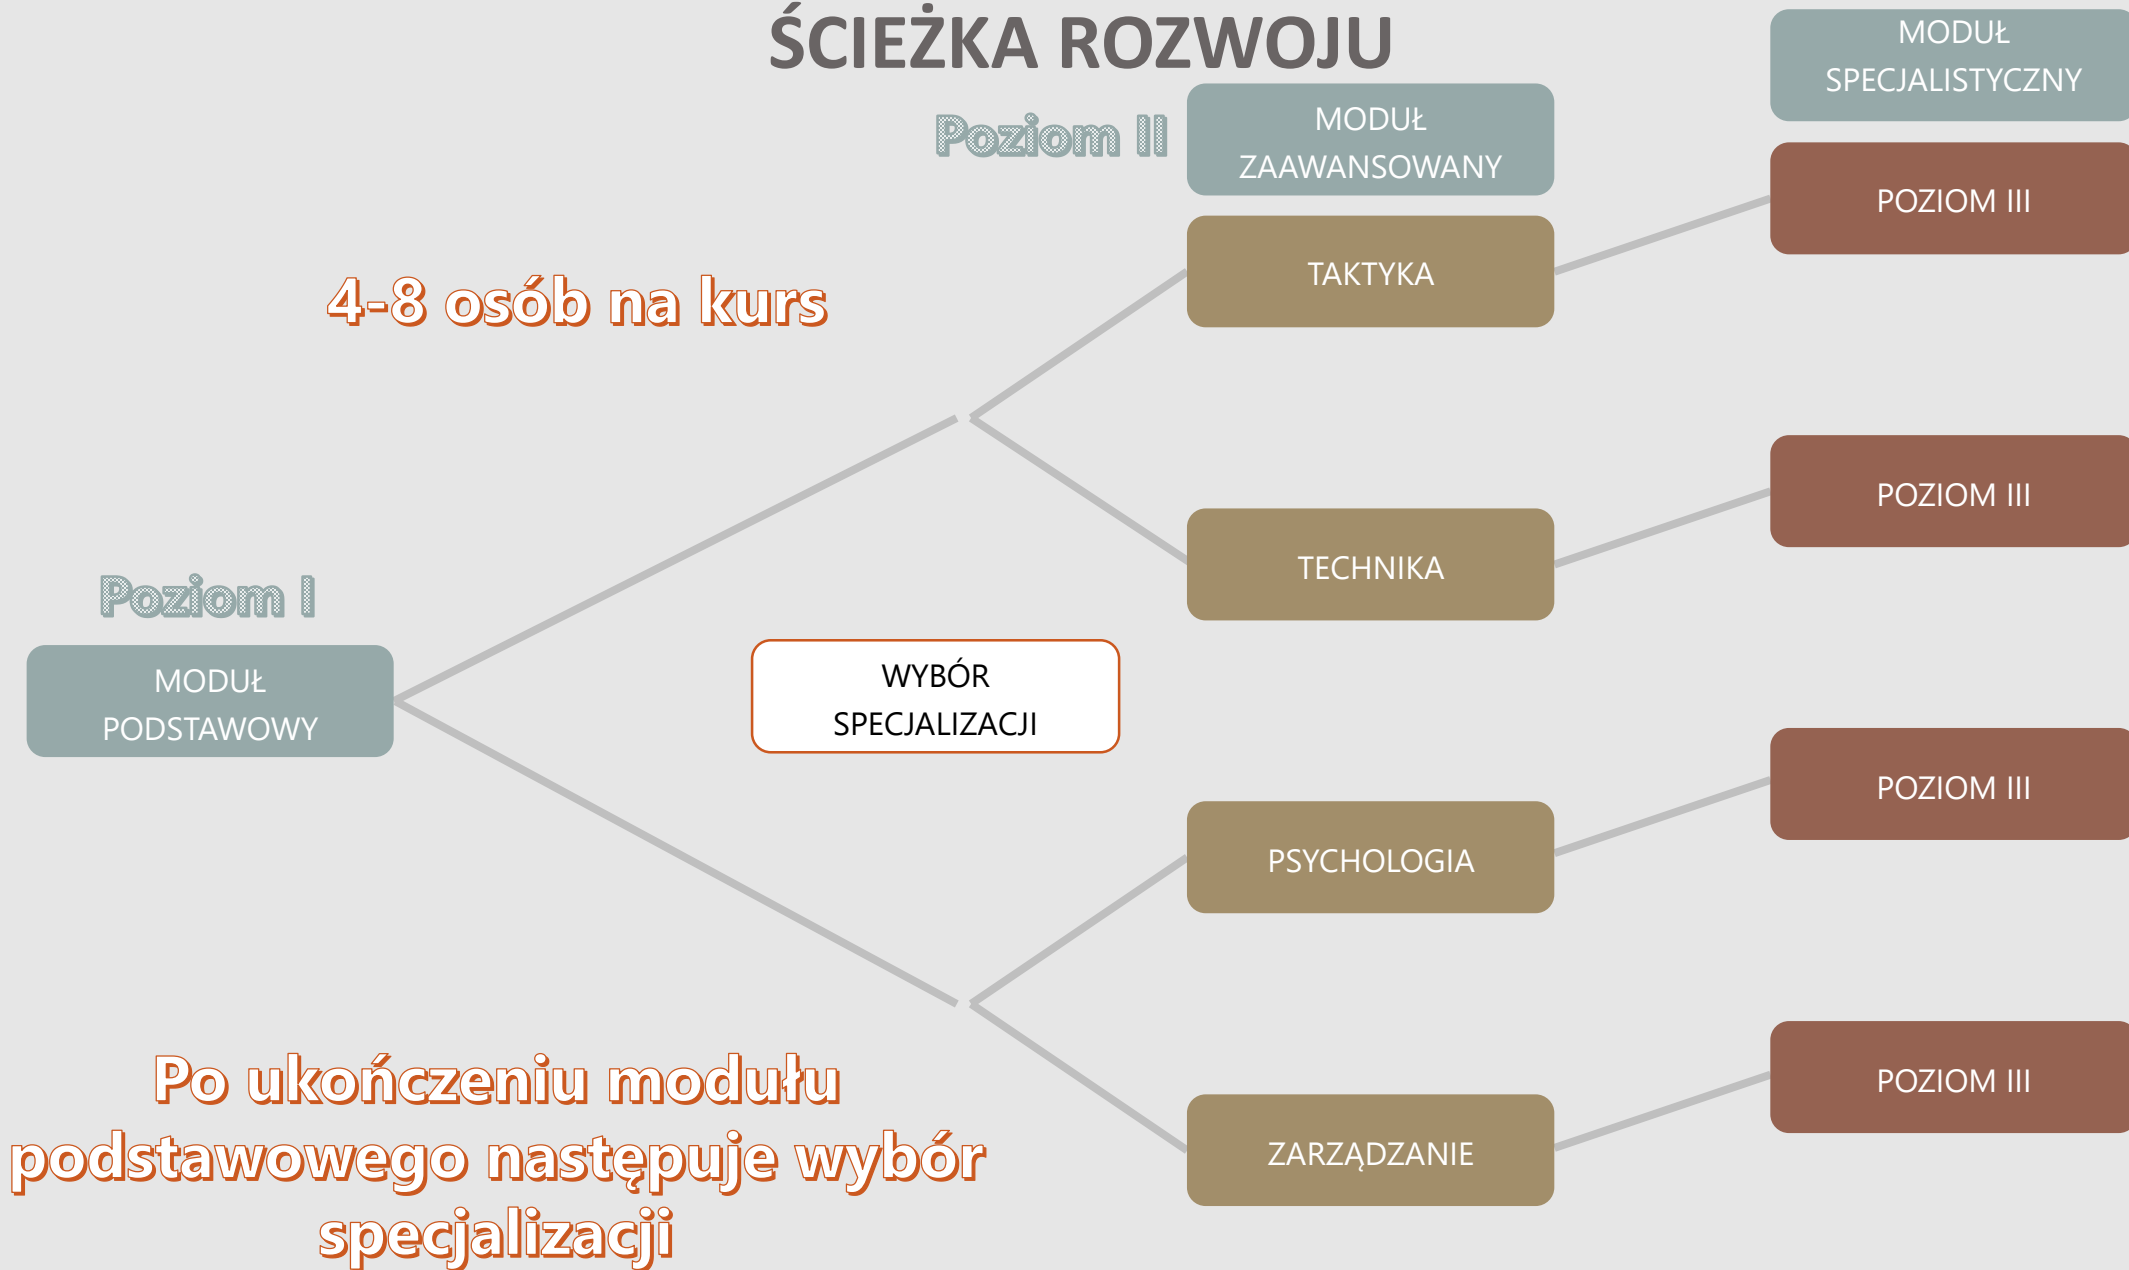 ŚCIEŻKA ROZWOJU
MODUŁ
SPECJALISTYCZNY
Poziom II
MODUŁ
ZAAWANSOWANY
POZIOM III
TAKTYKA
4-8 osób na kurs
POZIOM III
TECHNIKA
Poziom I
MODUŁ
PODSTAWOWY
WYBÓR
SPECJALIZACJI
POZIOM III
PSYCHOLOGIA
POZIOM III
ZARZĄDZANIE
Po ukończeniu modułu
podstawowego następuje wybór
specjalizacji